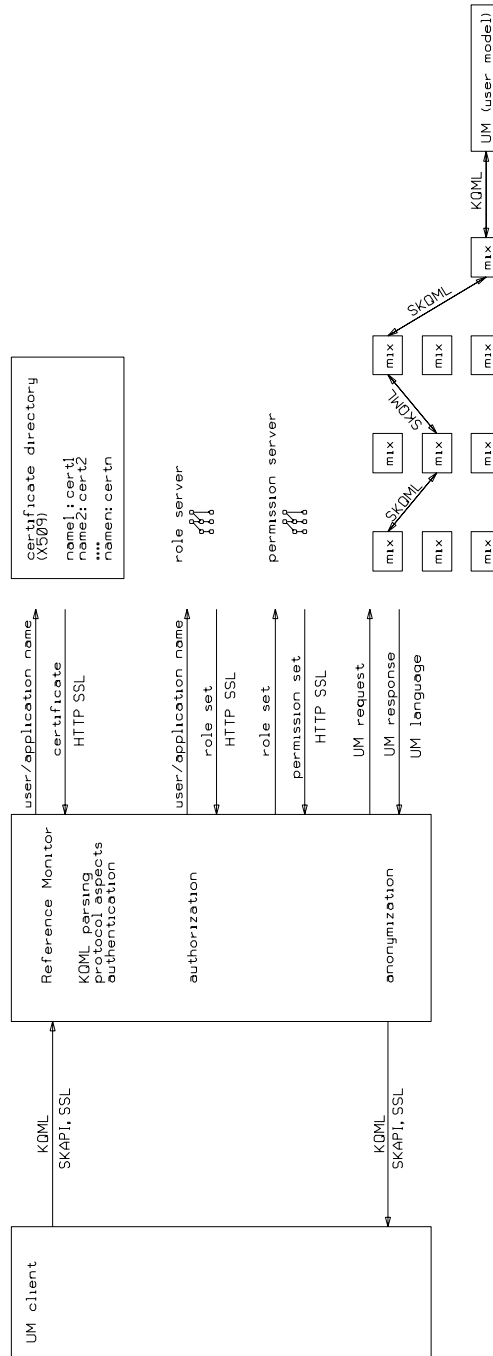 UM client
KQML
SKAPI, SSL
KQML
SKAPI, SSL
Reference Monitor
KQML parsing
protocol aspects
authentication
authorization
anonymization
user/application name
certificate
HTTP SSL
user/application name
role set
HTTP SSL
role set
permission set
HTTP SSL
UM request
UM response
UM language
certificate directory
(X509)
name1: cert1
name2: cert2
....
namen: certn
role server
permission server
mix
mix
mix
SKQML
mix
mix
mix
SKQML
mix
mix
mix
SKQML
mix
KQML
UM (user model)